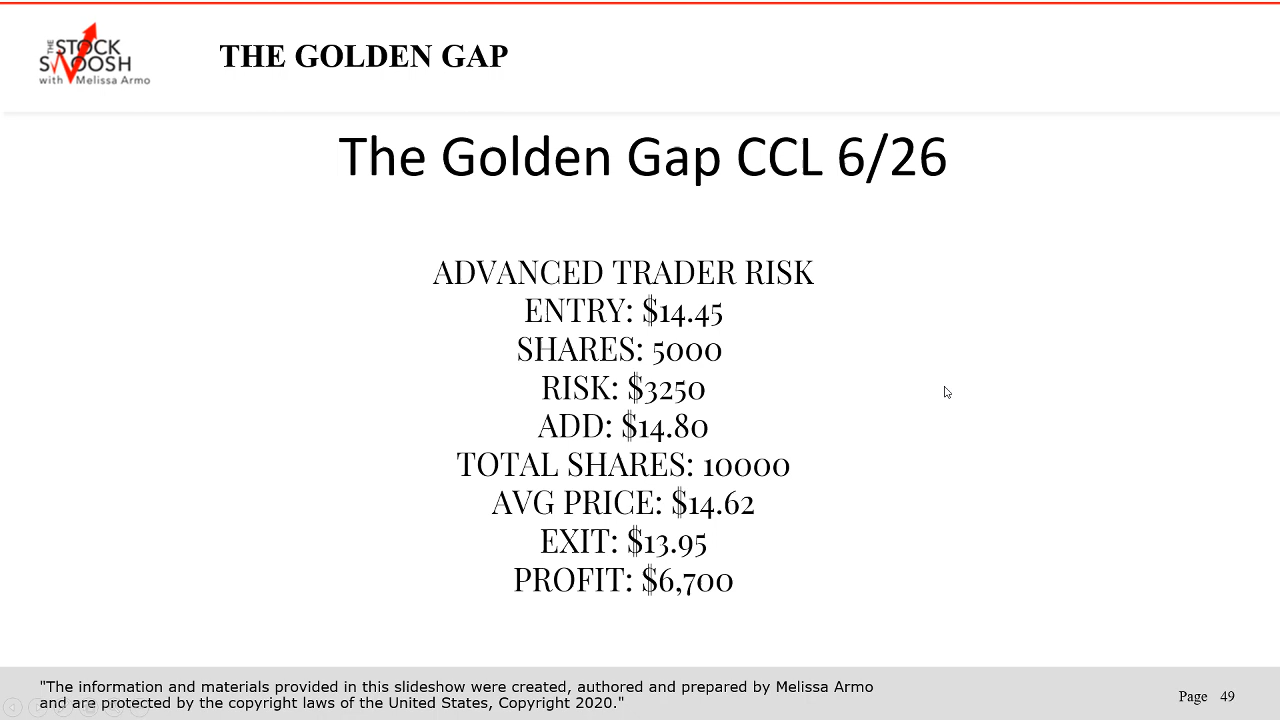 THE STOCK
SWOOSH
with Melissa Armo
THE GOLDEN GAP
The Golden Gap CCL 6/26
ADVANCED TRADER RISK
ENTRY: $14.45
SHARES: 5000
RISK: $3250
ADD: $14.80
TOTAL SHARES: 10000
AVG PRICE: $14.62
EXIT: $13.95
PROFIT: $6,700
"The information and materials provided in this slideshow were created, authored and prepared by Melissa Armo
and are protected by the copyright laws of the United States, Copyright 2020."
Page 49